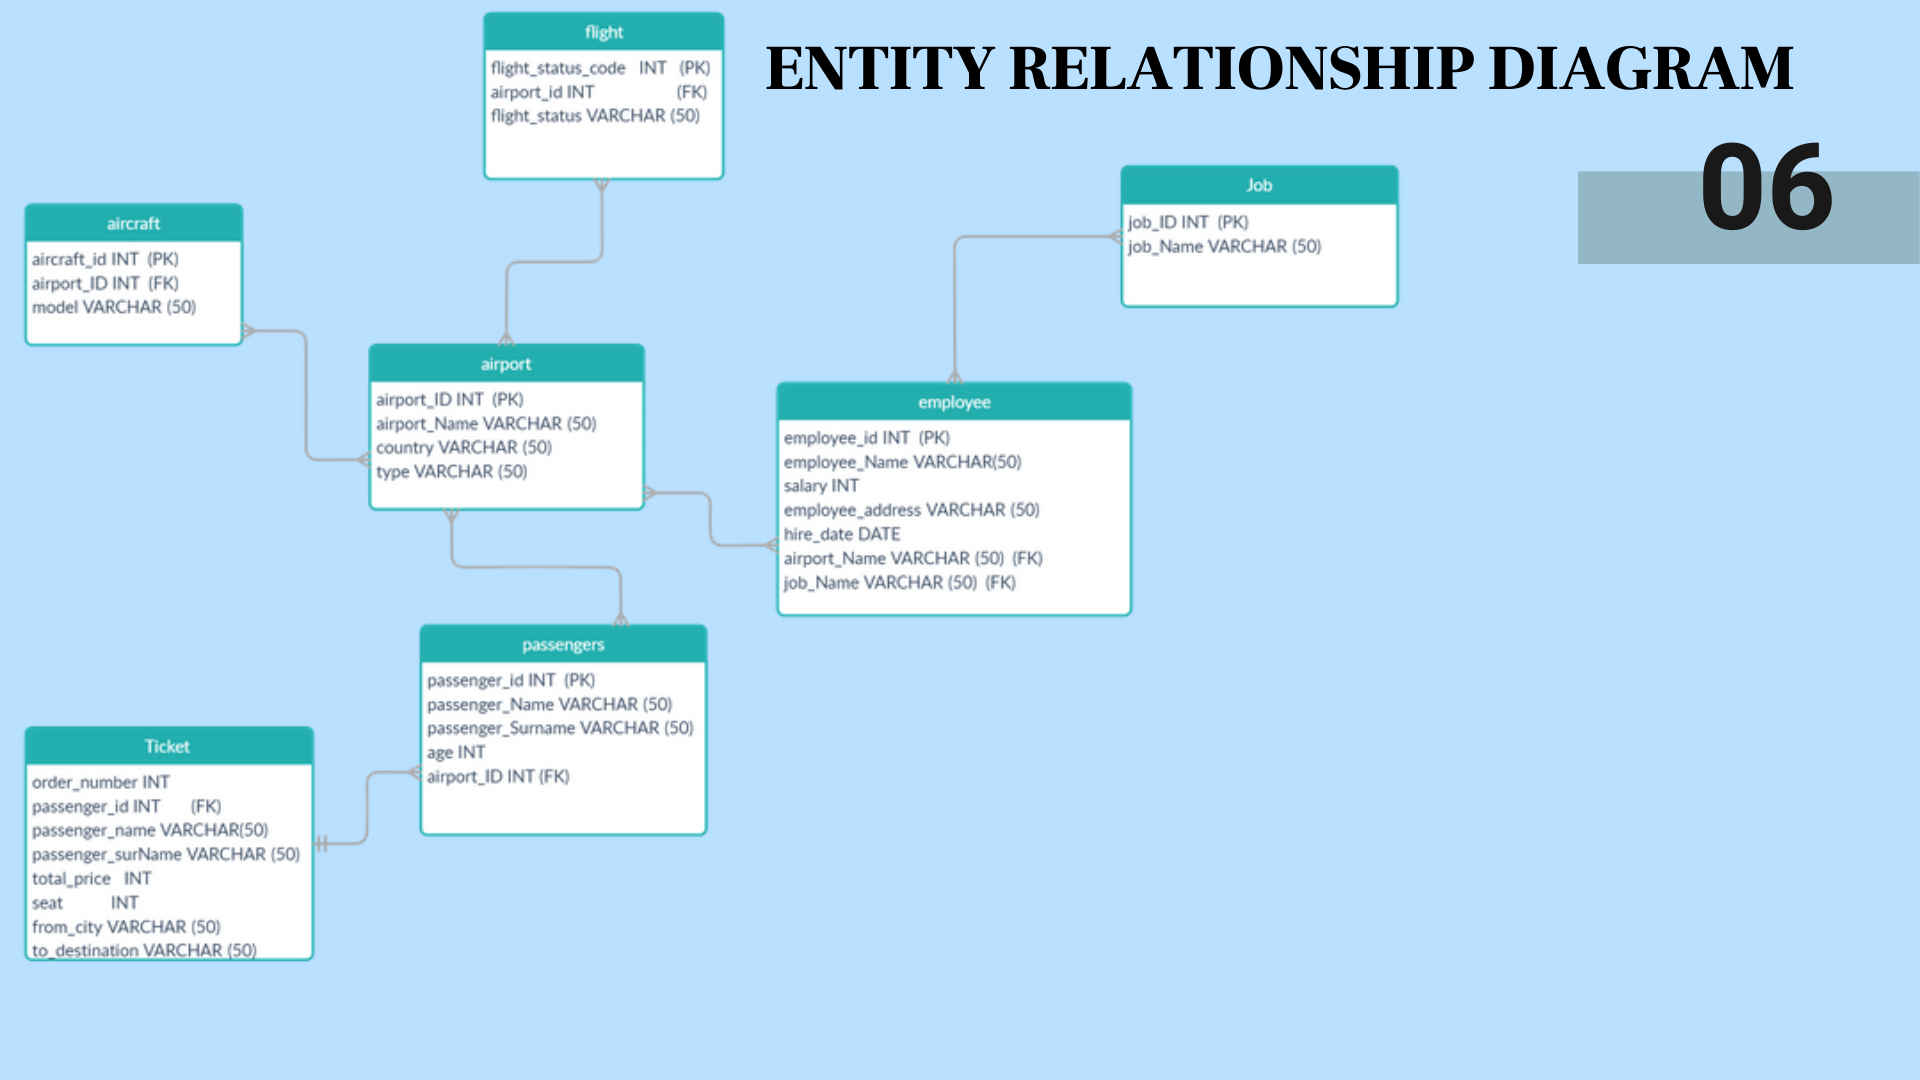 ENTITY RELATIONSHIP DIAGRAM
06
flight
flight_status_code INT (PK)
airport_id INT (FK)
flight_status VARCHAR (50)
Job
job_ID INT (PK)
job_Name VARCHAR (50)
aircraft
aircraft_id INT (PK)
airport_ID INT (FK)
model VARCHAR (50)
airport
airport_ID INT (PK)
airport_Name VARCHAR (50)
country VARCHAR (50)
type VARCHAR (50)
employee
employee_id INT (PK)
employee_Name VARCHAR(50)
salary INT
employee_address VARCHAR (50)
hire_date DATE
airport_Name VARCHAR (50) (FK)
job_Name VARCHAR (50) (FK)
passengers
passenger_id INT (PK)
passenger_Name VARCHAR (50)
passenger_Surname VARCHAR (50)
age INT
airport_ID INT (FK)
Ticket
order_number INT
passenger_id INT (FK)
passenger_name VARCHAR(50)
passenger_surName VARCHAR (50)
total_price INT
seat INT
from_city VARCHAR (50)
to_destination VARCHAR (50)